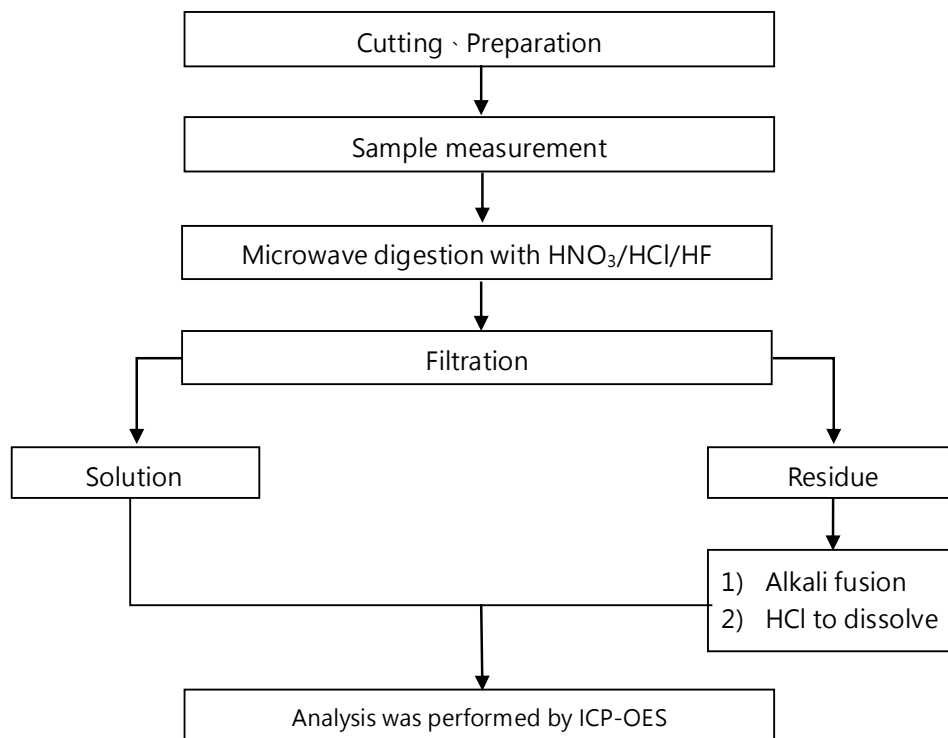 Cutting、Preparation
Sample measurement
Microwave digestion with HNO₃/HCl/HF
Filtration
Solution
Residue
1) Alkali fusion
2) HCl to dissolve
Analysis was performed by ICP-OES